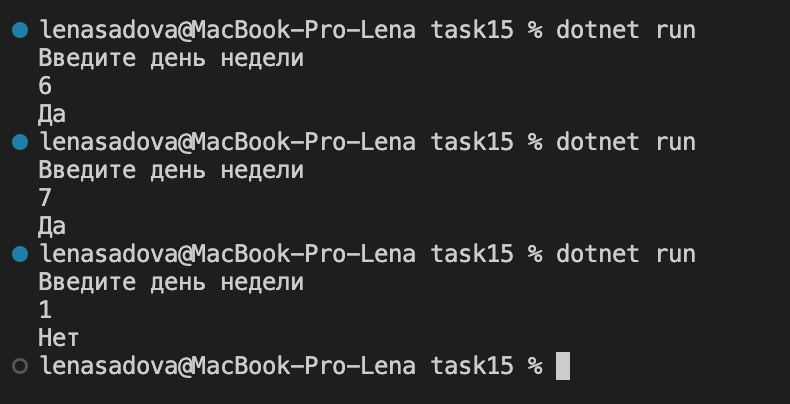 lenasadova@MacBook-Pro-Lena task15 % dotnet run
Введите день недели
6
Да
lenasadova@MacBook-Pro-Lena task15 % dotnet run
Введите день недели
7
Да
lenasadova@MacBook-Pro-Lena task15 % dotnet run
Введите день недели
1
Нет
lenasadova@MacBook-Pro-Lena task15 %